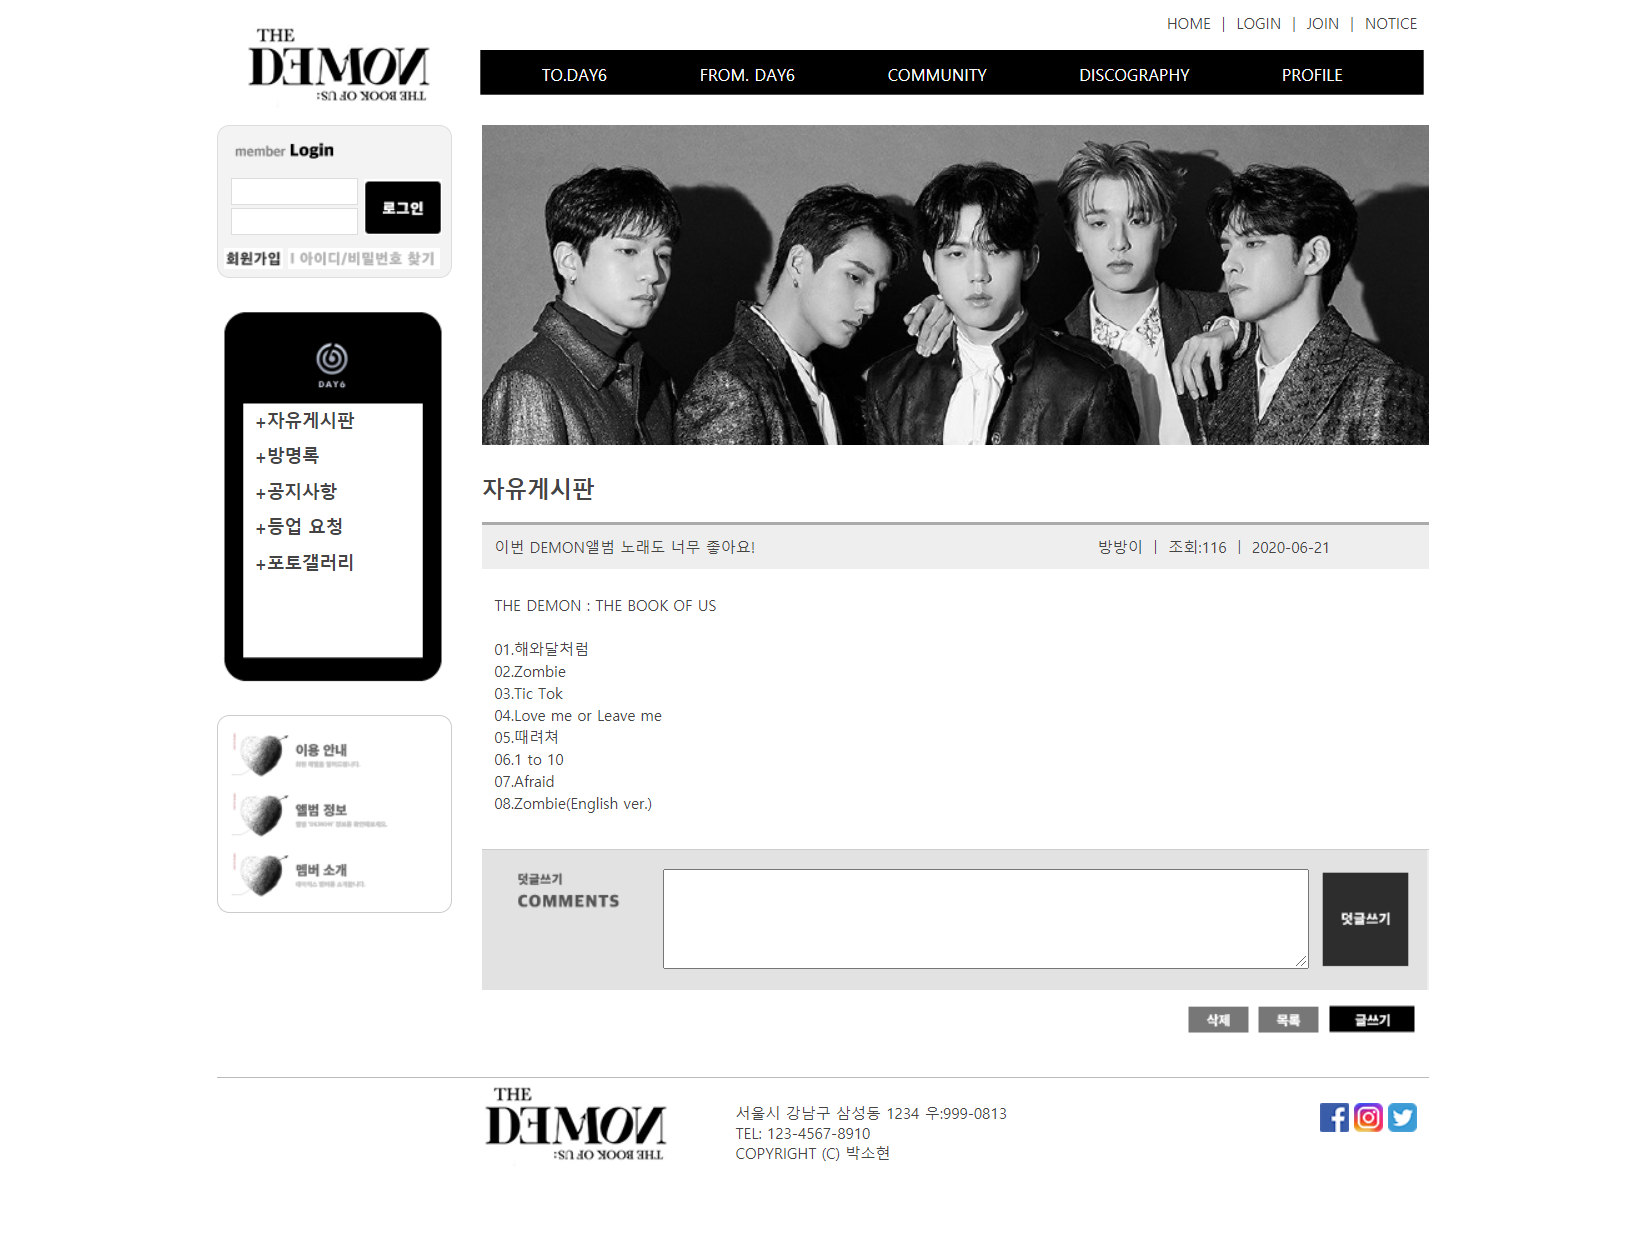 HOME | LOGIN | JOIN | NOTICE
THE
DEMON
THE BOOK OF US:
TO.DAY6 FROM. DAY6 COMMUNITY DISCOGRAPHY PROFILE
member Login
로그인
회원가입 | 아이디/비밀번호 찾기
DAY6
+자유게시판
+방명록
+공지사항
+등업 요청
+포토갤러리
이용 안내
앨범 정보
멤버 소개
자유게시판
이번 DEMON앨범 노래도 너무 좋아요! 방방이 | 조회:116 | 2020-06-21
THE DEMON : THE BOOK OF US
01.해와달처럼
02.Zombie
03.Tic Tok
04.Love me or Leave me
05.때려쳐
06.1 to 10
07.Afraid
08.Zombie(English ver.)
덧글쓰기
COMMENTS
덧글쓰기
삭제 목록 글쓰기
THE
DEMON
THE BOOK OF US:
서울시 강남구 삼성동 1234 우:999-0813
TEL: 123-4567-8910
COPYRIGHT (C) 박소현